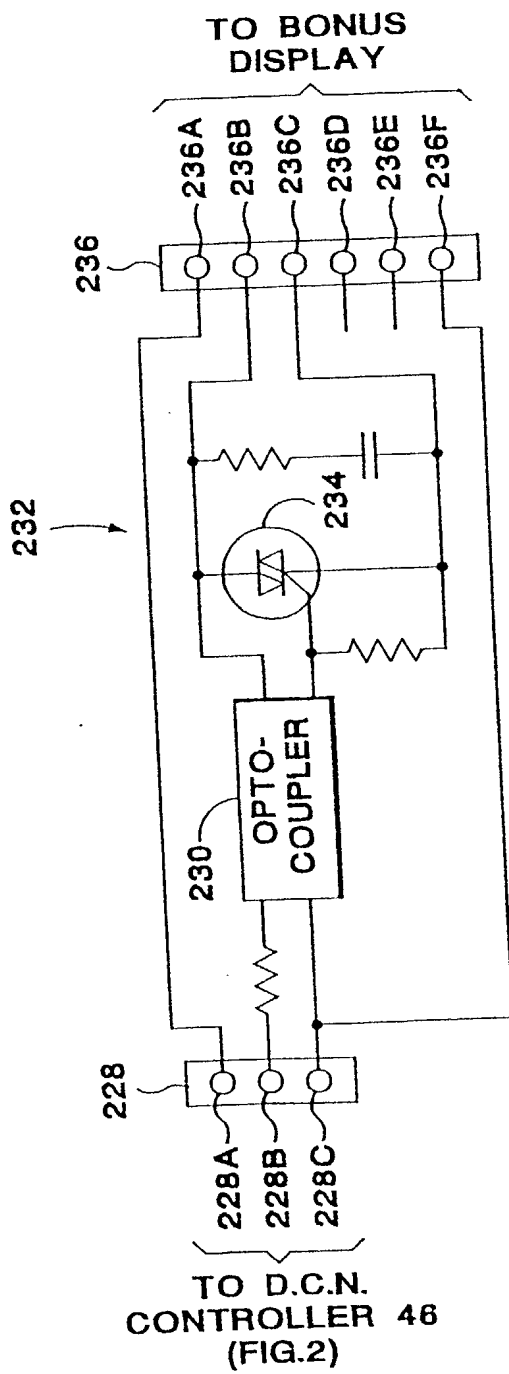 TO BONUS
DISPLAY
236
236A
236B
236C
236D
236E
236F
232
234
230
OPTO-
COUPLER
228
228A
228B
228C
TO D.C.N.
CONTROLLER 46
(FIG.2)